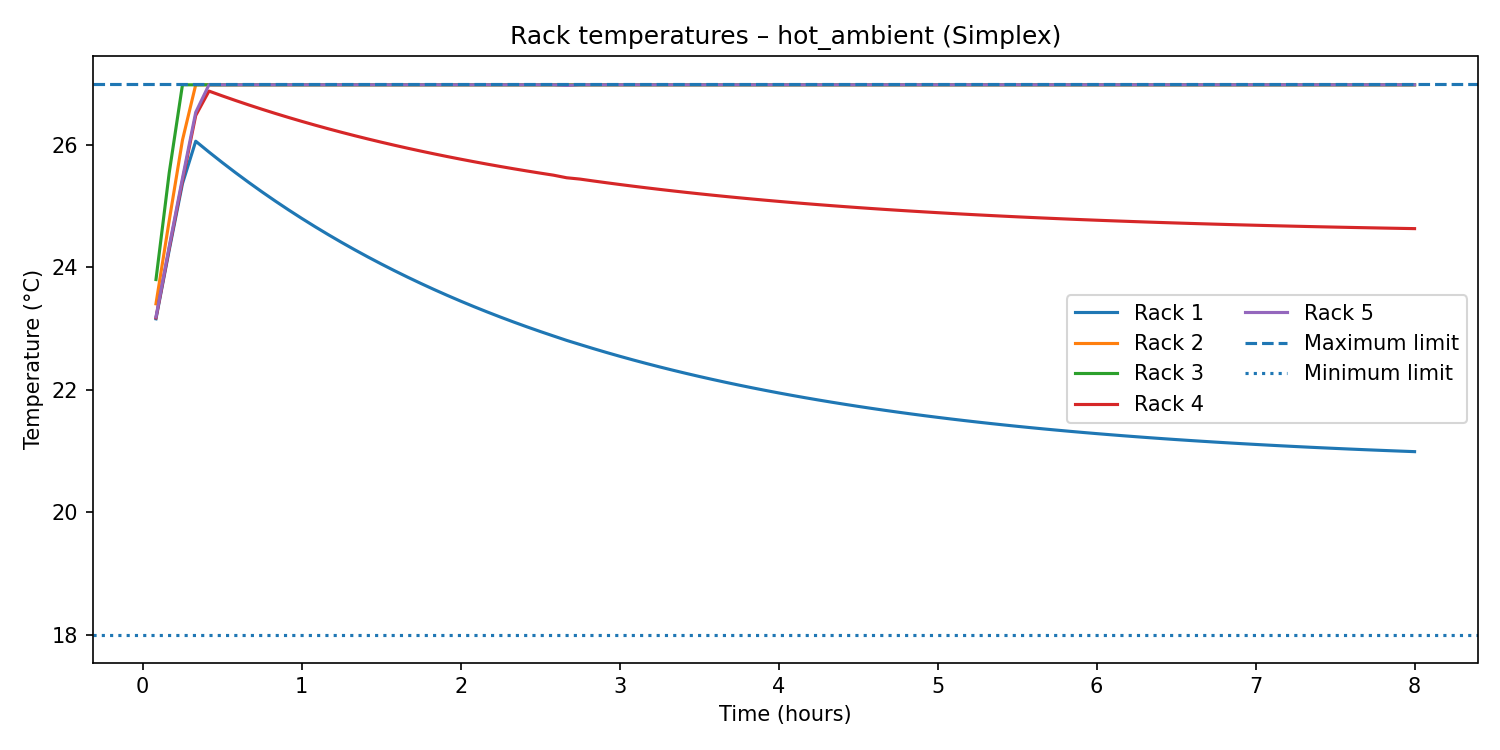 Rack temperatures – hot_ambient (Simplex)
Temperature (°C)
26
24
22
20
18
Rack 1
Rack 2
Rack 3
Rack 4
Rack 5
Maximum limit
Minimum limit
0 1 2 3 4 5 6 7 8
Time (hours)